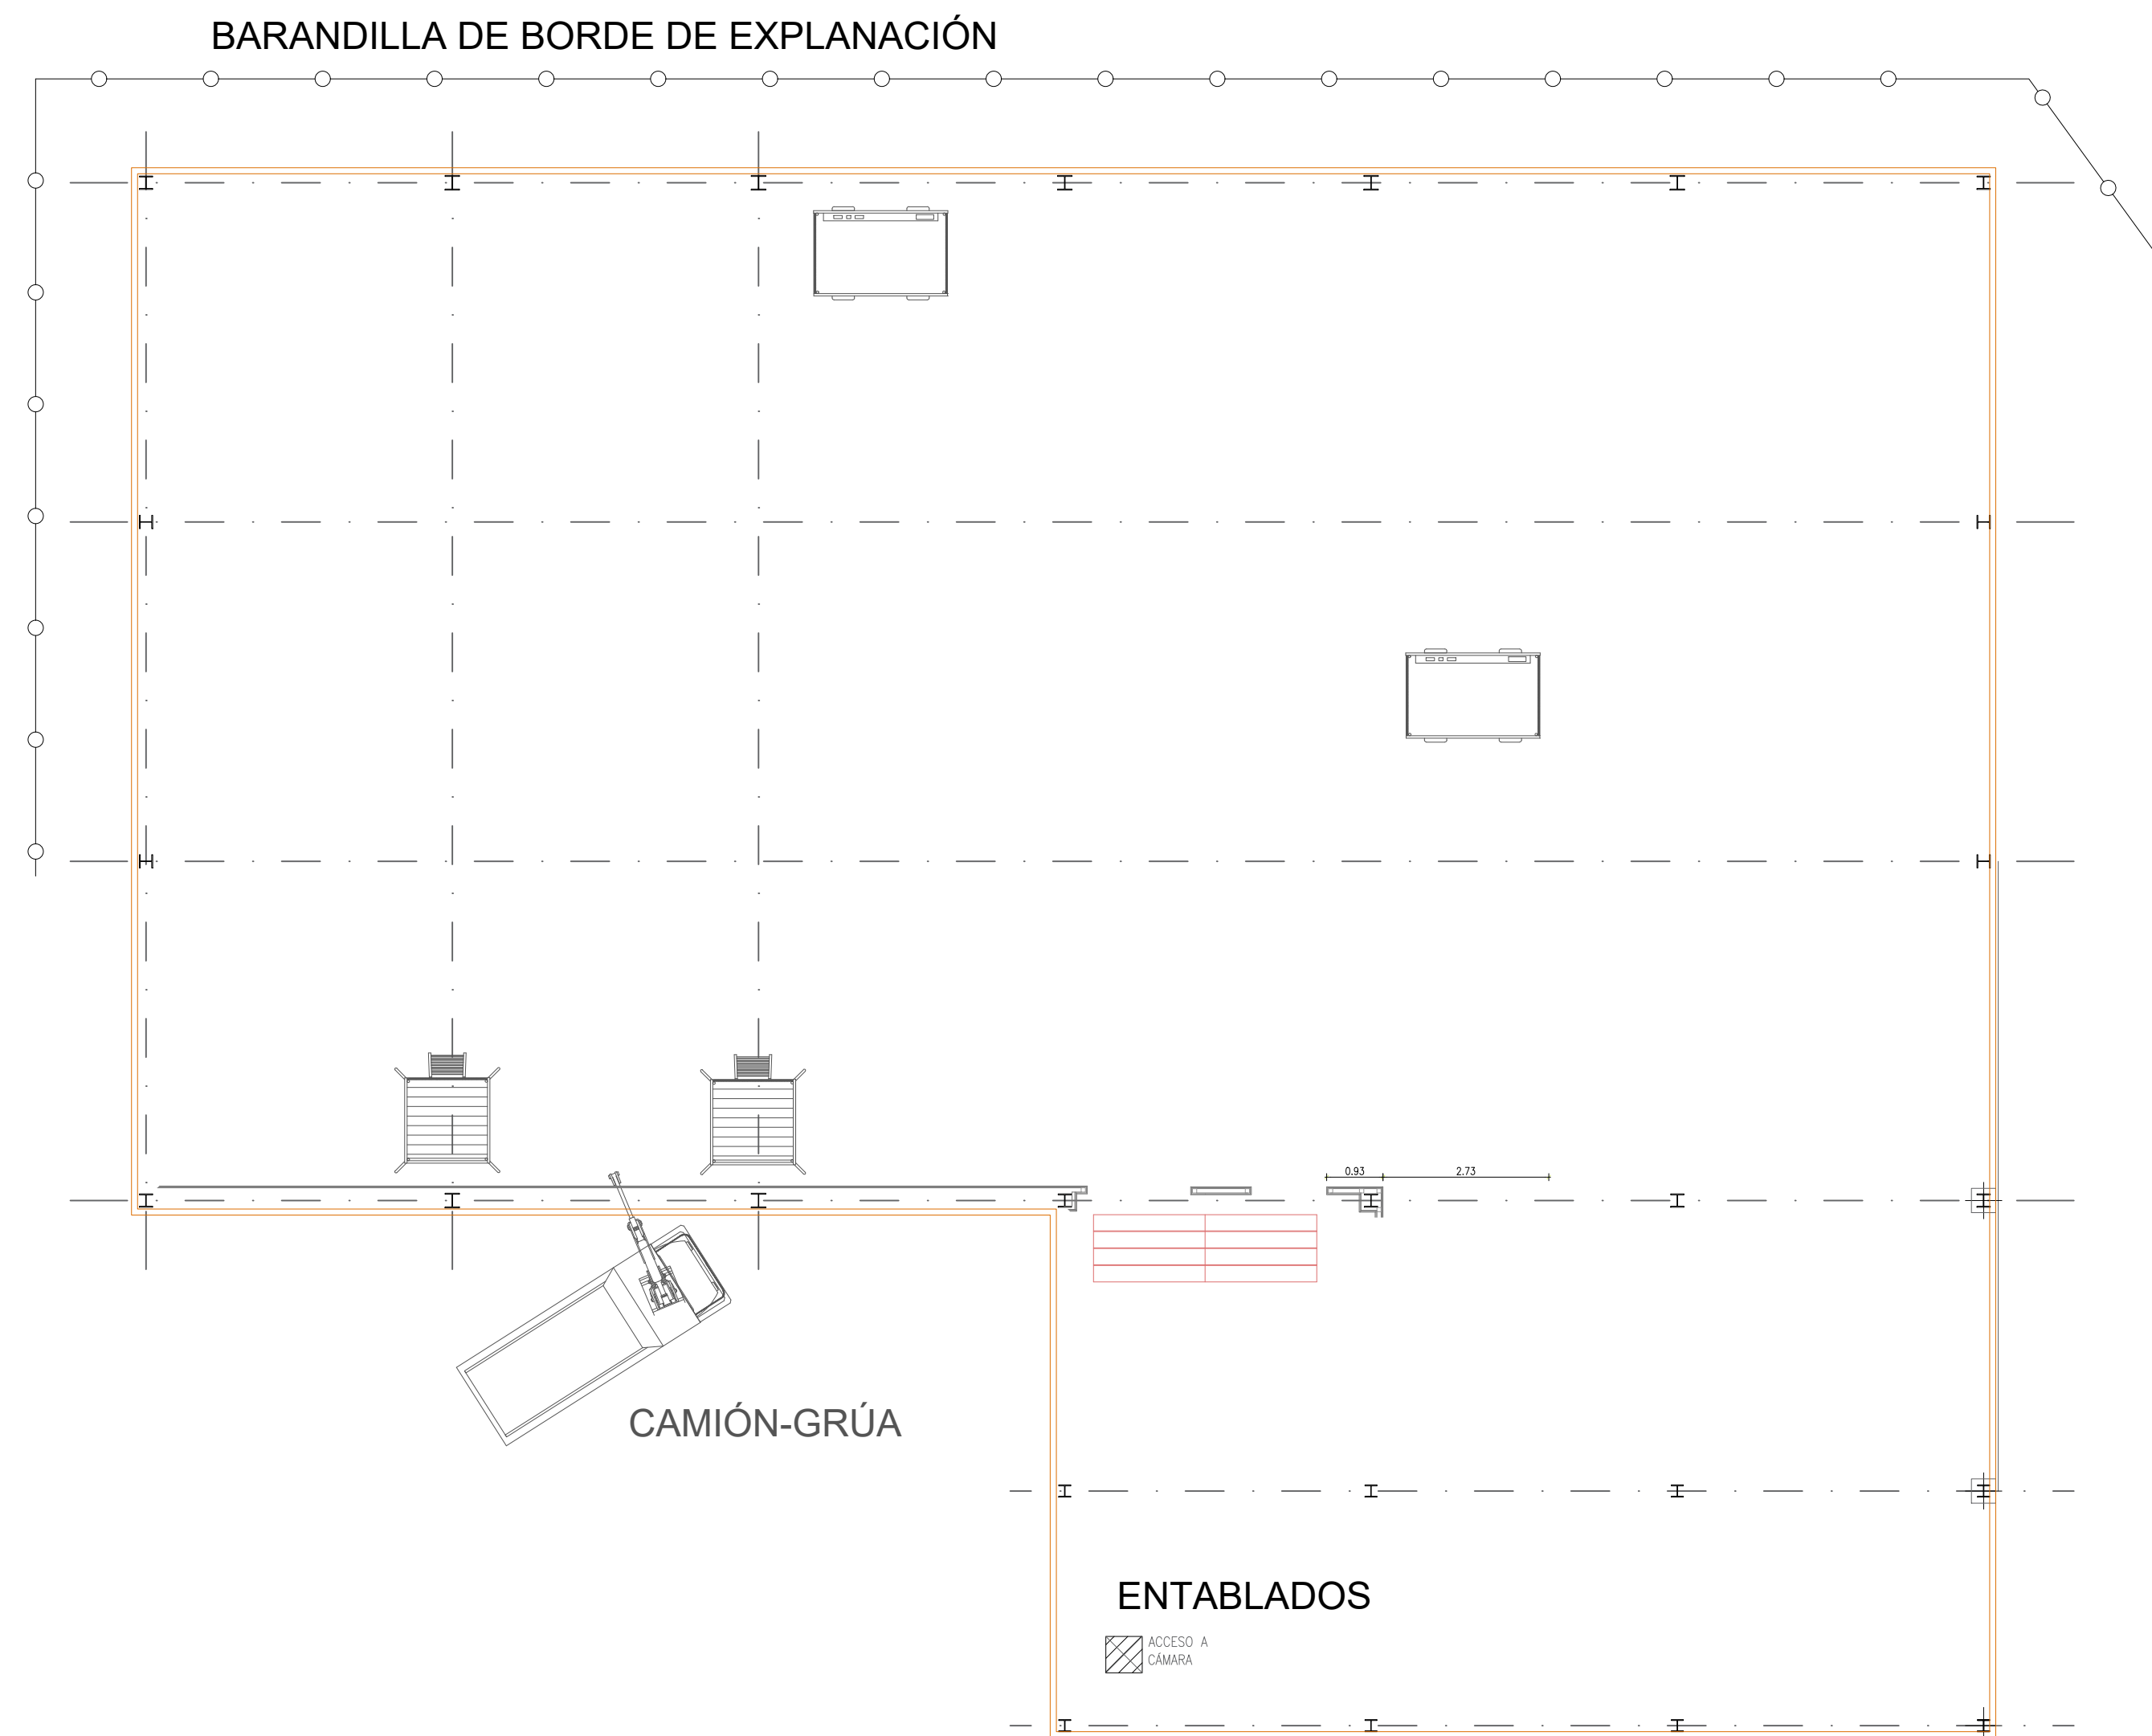 BARANDILLA DE BORDE DE EXPLANACIÓN
0.93 2.73
CAMIÓN-GRÚA
ENTABLADOS
ACCESO A
CÁMARA